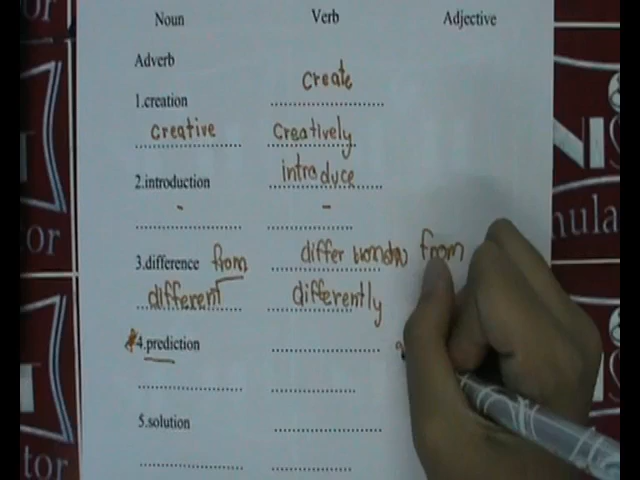 Noun Verb Adjective
Adverb
create
1.creation ........................
creative creatively
introduce
2.introduction ........................
- -
3.difference from differ from
different differently
4.prediction ........................
........................ ........................
5.solution ........................
........................ ........................